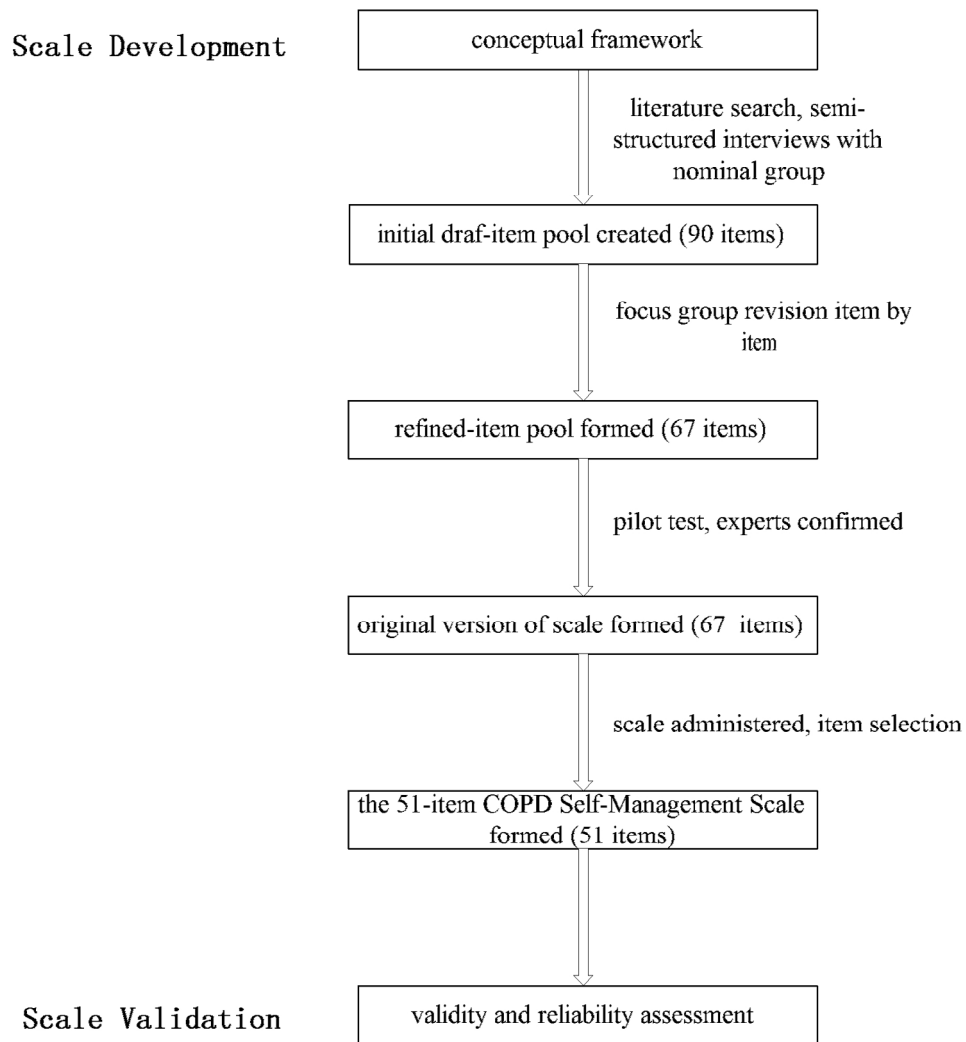 Scale Development
conceptual framework
literature search, semi-
structured interviews with
nominal group
initial draf-item pool created (90 items)
focus group revision item by
item
refined-item pool formed (67 items)
pilot test, experts confirmed
original version of scale formed (67 items)
scale administered, item selection
the 51-item COPD Self-Management Scale
formed (51 items)
Scale Validation
validity and reliability assessment